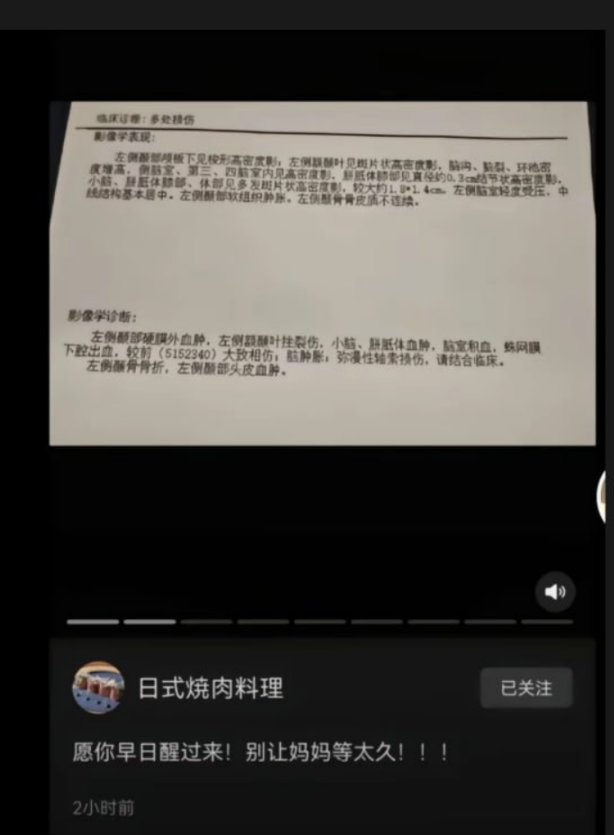 临床诊断：多处损伤
影像学表现：
左侧颞部颅板下见梭形高密度影；左侧额颞叶见斑片状高密度影，脑沟、脑裂、环池密
度增高，侧脑室、第三、四脑室内见高密度影，胼胝体膝部见直径约0.3cm结节状高密度影。
小脑、胼胝体膝部、体部见多发斑片状高密度影，较大约1.8*1.4cm。左侧脑室轻度受压，中
线结构基本居中。左侧颞部软组织肿胀。左侧颞骨骨皮质不连续。
影像学诊断：
左侧颞部硬膜外血肿，左侧额颞叶挫裂伤，小脑、胼胝体血肿，脑室积血，蛛网膜
下腔出血，较前（5152340）大致相仿；脑肿胀；弥漫性轴索损伤，请结合临床。
左侧颞骨骨折，左侧颞部头皮血肿。
日式燒肉料理
已关注
愿你早日醒过来！别让妈妈等太久！！！
2小时前